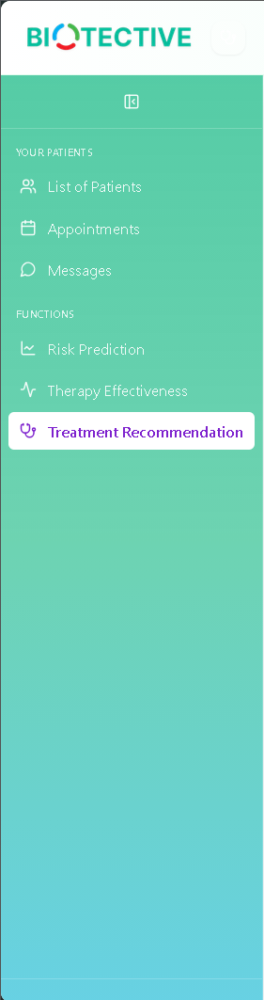 BIOTECTIVE
YOUR PATIENTS
List of Patients
Appointments
Messages
FUNCTIONS
Risk Prediction
Therapy Effectiveness
Treatment Recommendation